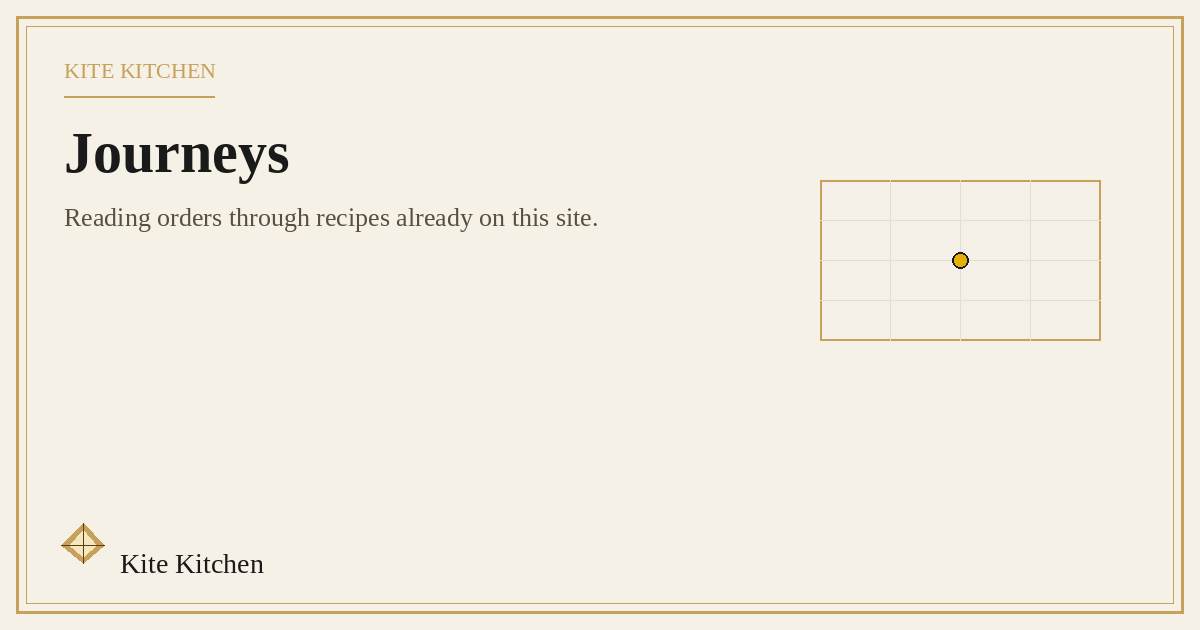 KITE KITCHEN
Journeys
Reading orders through recipes already on this site.
Kite Kitchen